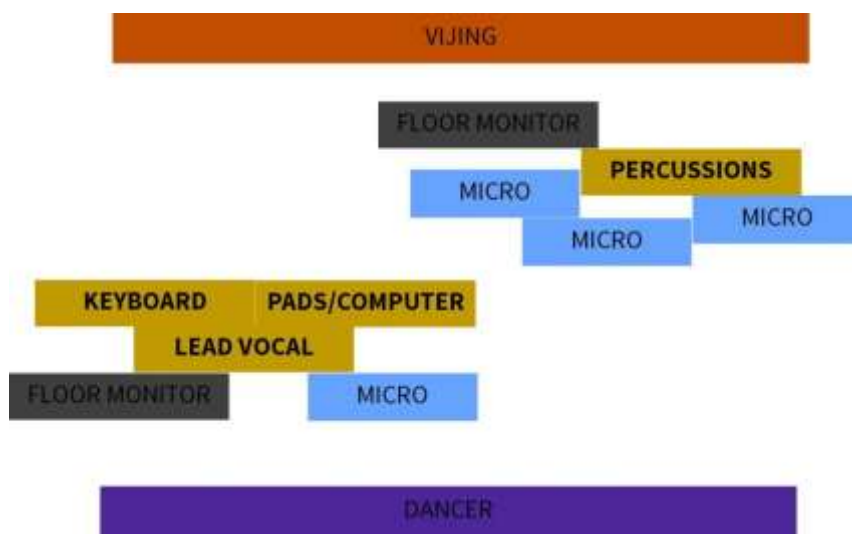 VIJING
FLOOR MONITOR
PERCUSSIONS
MICRO
MICRO
MICRO
KEYBOARD PADS/COMPUTER
LEAD VOCAL
FLOOR MONITOR MICRO
DANCER